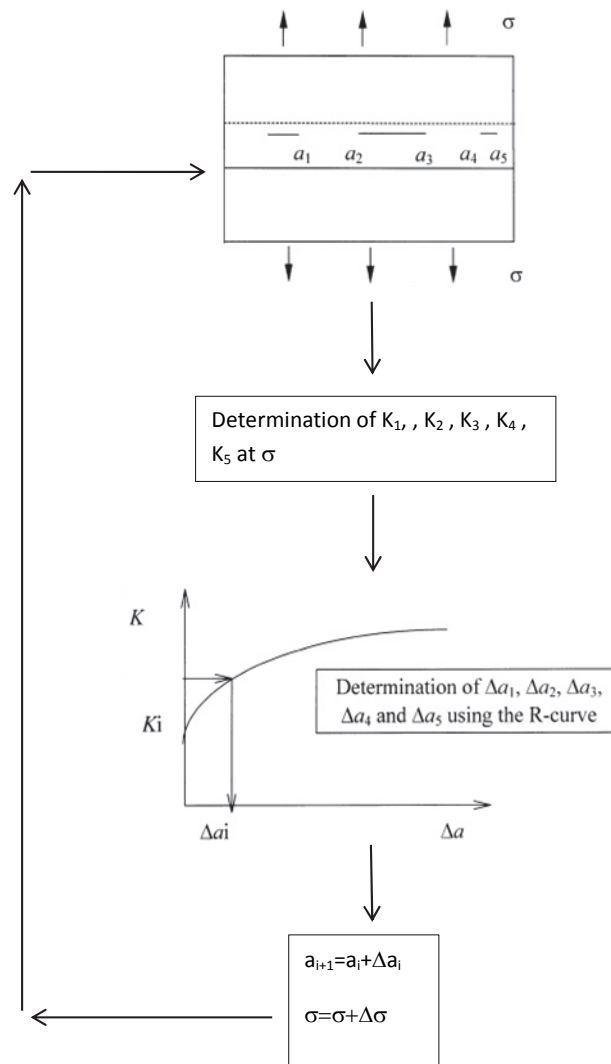 σ
a₁ a₂ a₃ a₄ a₅
σ
Determination of K₁, , K₂ , K₃ , K₄ ,
K₅ at σ
K
Determination of Δa₁, Δa₂, Δa₃,
Δa₄ and Δa₅ using the R-curve
Ki
Δai Δa
aᵢ₊₁=aᵢ+Δaᵢ
σ=σ+Δσ